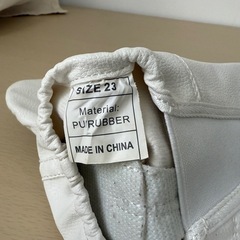 SIZE 23
Material:
PU'RUBBER
MADE IN CHINA